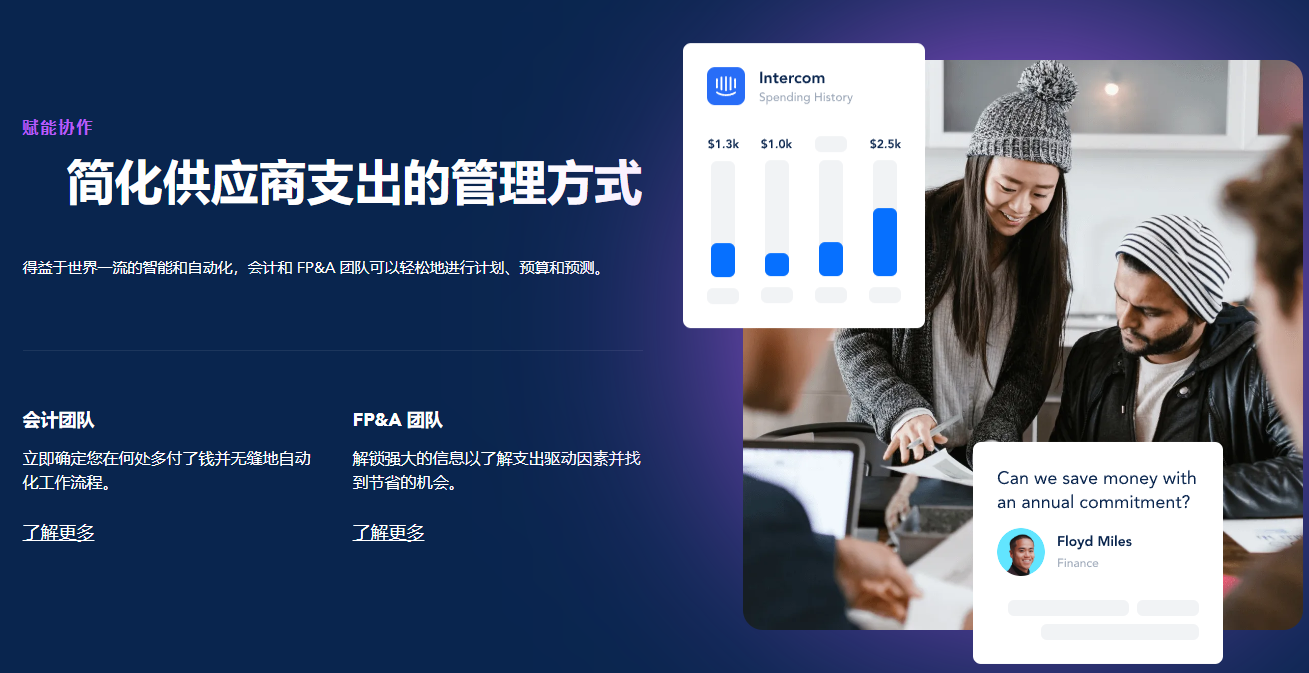 赋能协作
简化供应商支出的管理方式
得益于世界一流的智能和自动化，会计和 FP&A 团队可以轻松地进行计划、预算和预测。
会计团队
立即确定您在何处多付了钱并无缝地自动
化工作流程。
了解更多
FP&A 团队
解锁强大的信息以了解支出驱动因素并找
到节省的机会。
了解更多
Intercom
Spending History
$1.3k $1.0k $2.5k
Can we save money with
an annual commitment?
Floyd Miles
Finance